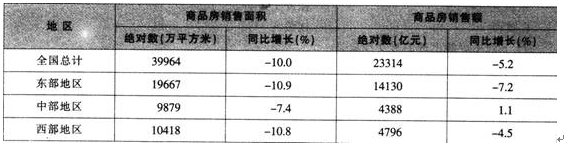 地区 商品房销售面积 商品房销售额
绝对数(万平方米) 同比增长(%) 绝对数(亿元) 同比增长(%)
全国总计 39964 -10.0 23314 -5.2
东部地区 19667 -10.9 14130 -7.2
中部地区 9879 -7.4 4388 1.1
西部地区 10418 -10.8 4796 -4.5